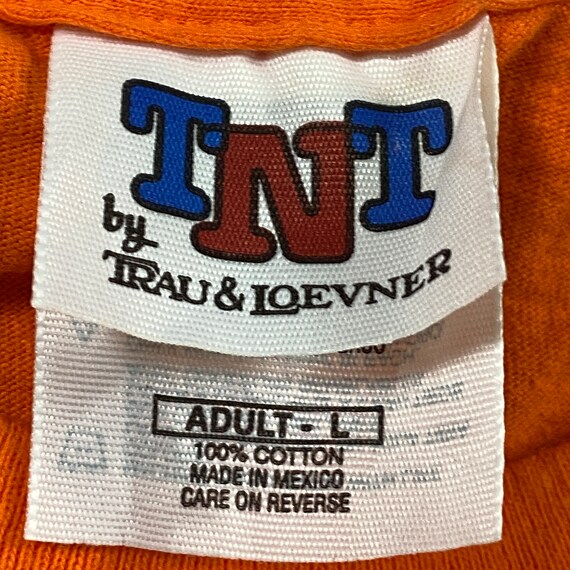 TNT
by
TRAU & LOEVNER
ADULT - L
100% COTTON
MADE IN MEXICO
CARE ON REVERSE